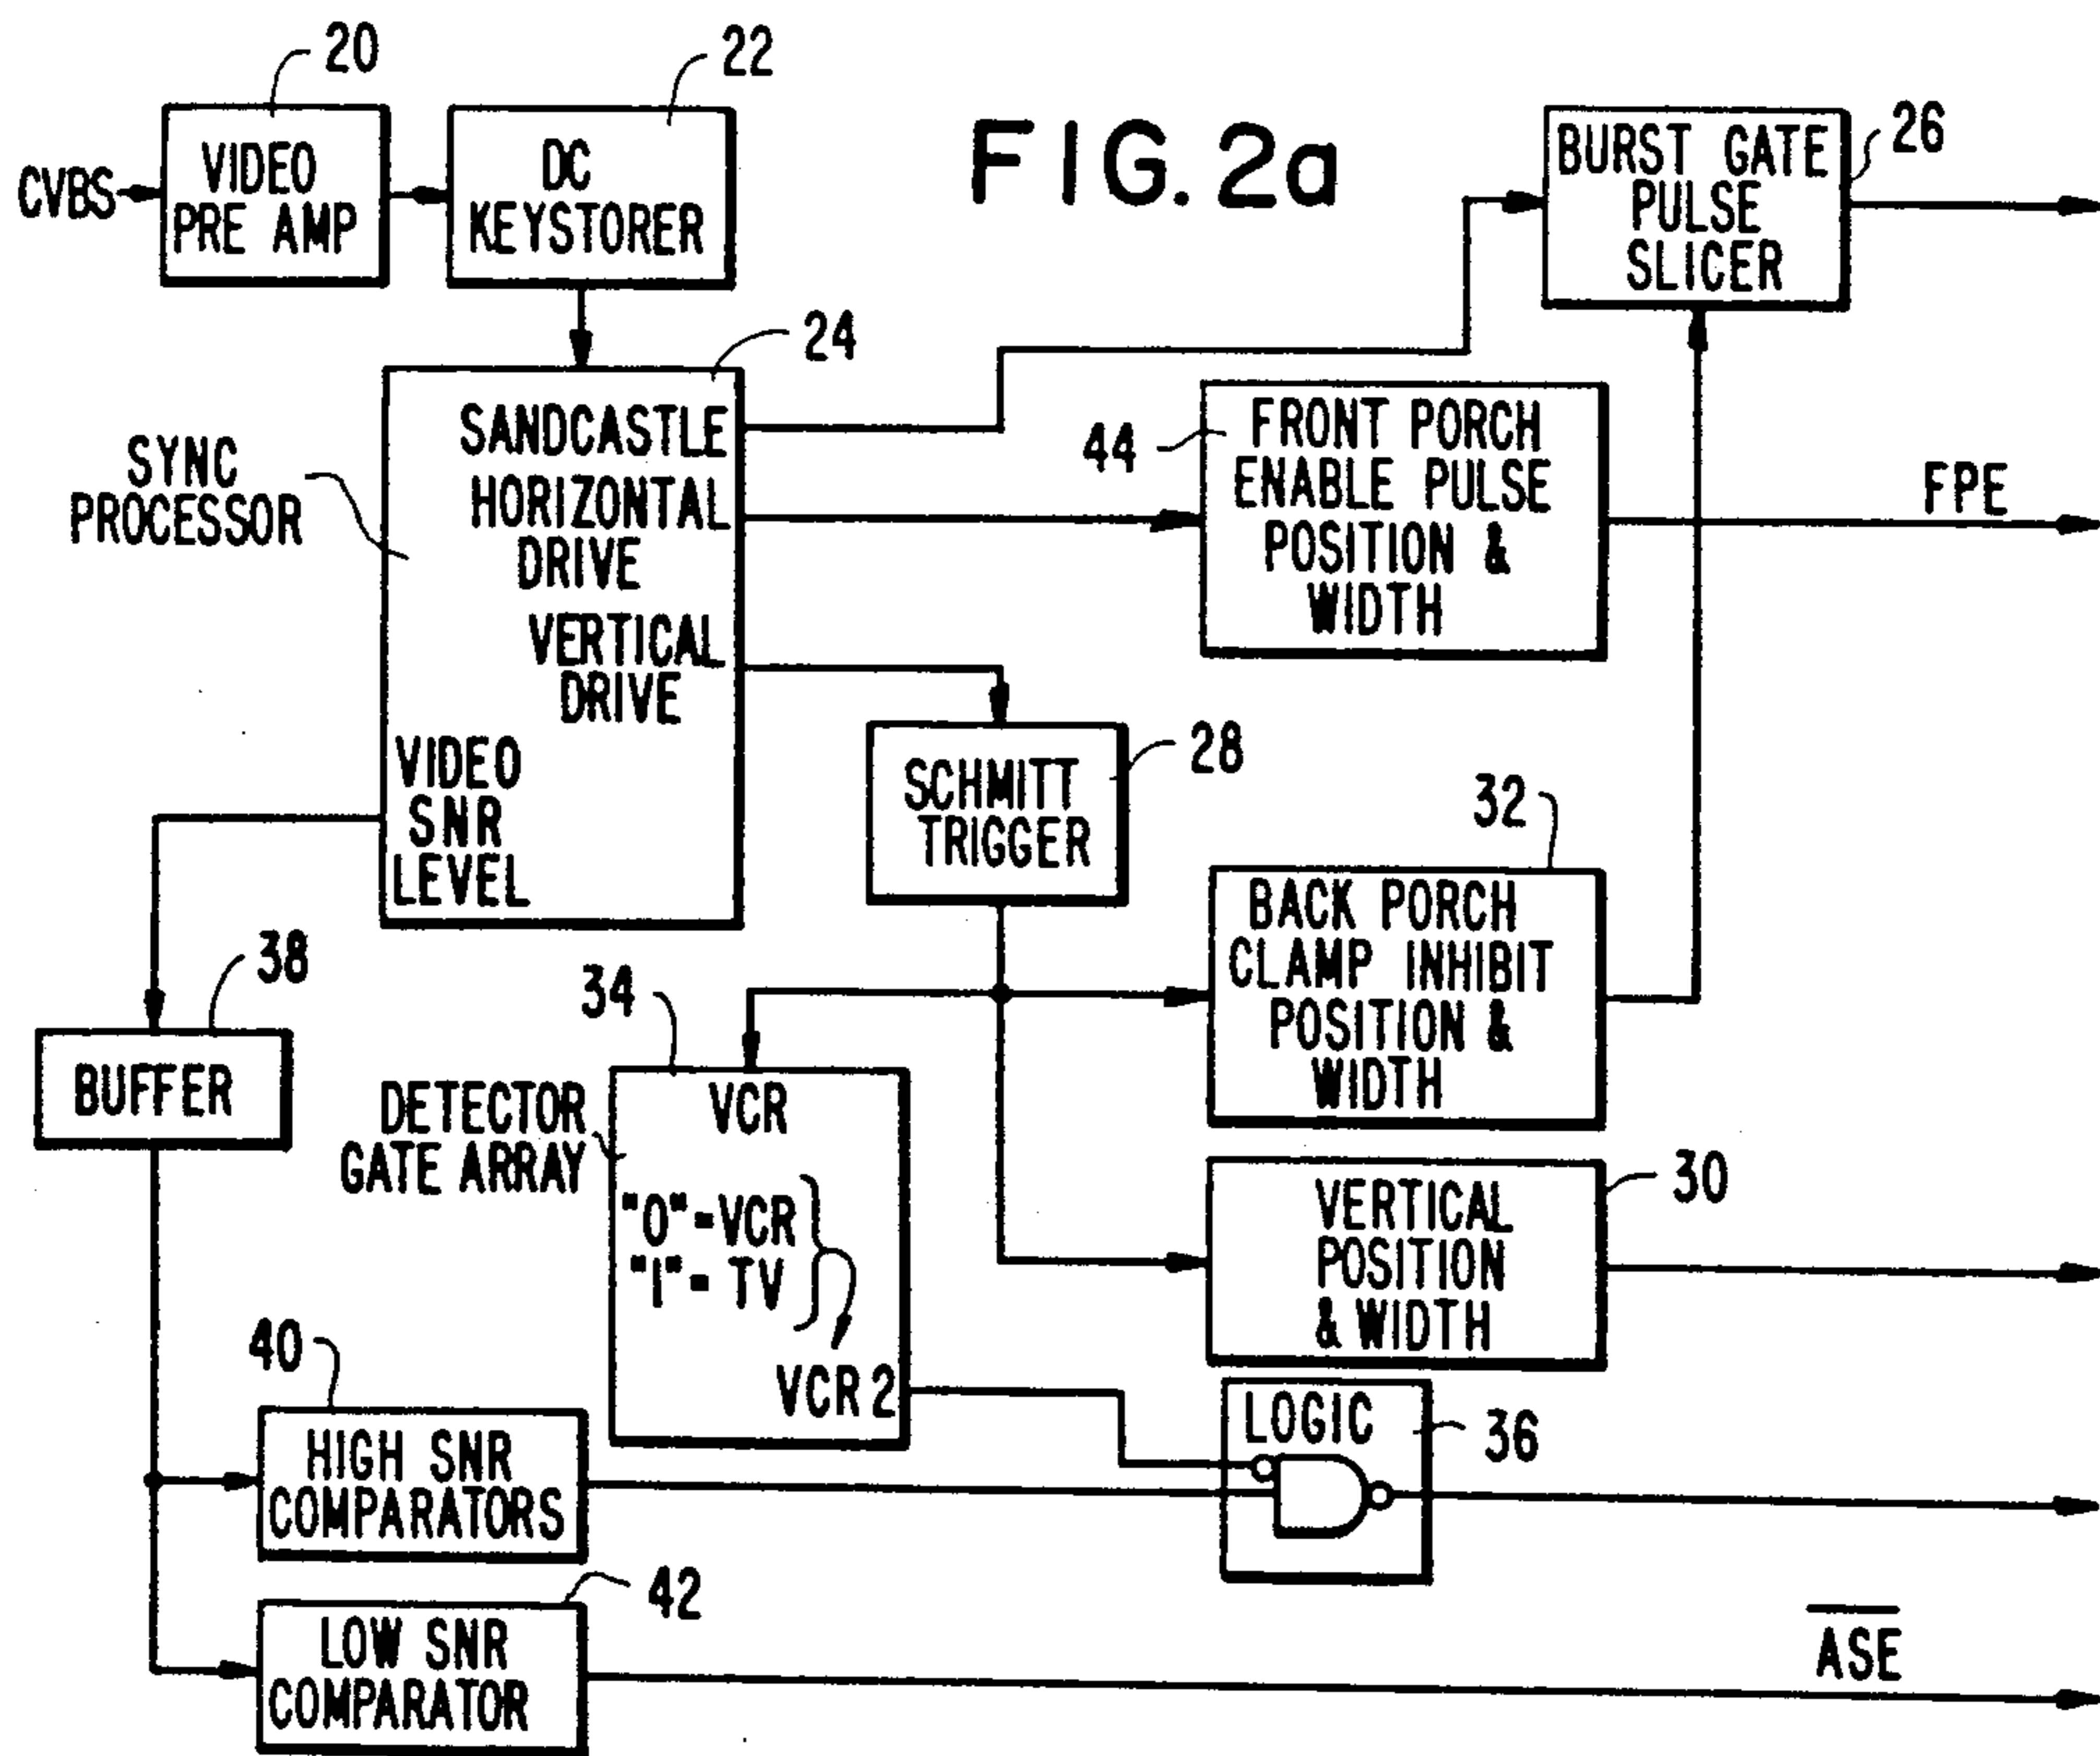 20
22
FIG. 2a
26
CVBS
VIDEO
PRE AMP
DC
KEYSTORER
BURST GATE
PULSE
SLICER
24
SYNC
PROCESSOR
SANDCASTLE
HORIZONTAL
DRIVE
VERTICAL
DRIVE
VIDEO
SNR
LEVEL
44
FRONT PORCH
ENABLE PULSE
POSITION &
WIDTH
FPE
28
SCHMITT
TRIGGER
32
BACK PORCH
CLAMP INHIBIT
POSITION &
WIDTH
38
BUFFER
34
DETECTOR
GATE ARRAY
VCR
"0"=VCR
"1"= TV
VCR 2
30
VERTICAL
POSITION
& WIDTH
40
HIGH SNR
COMPARATORS
LOGIC
36
42
LOW SNR
COMPARATOR
A̅S̅E̅